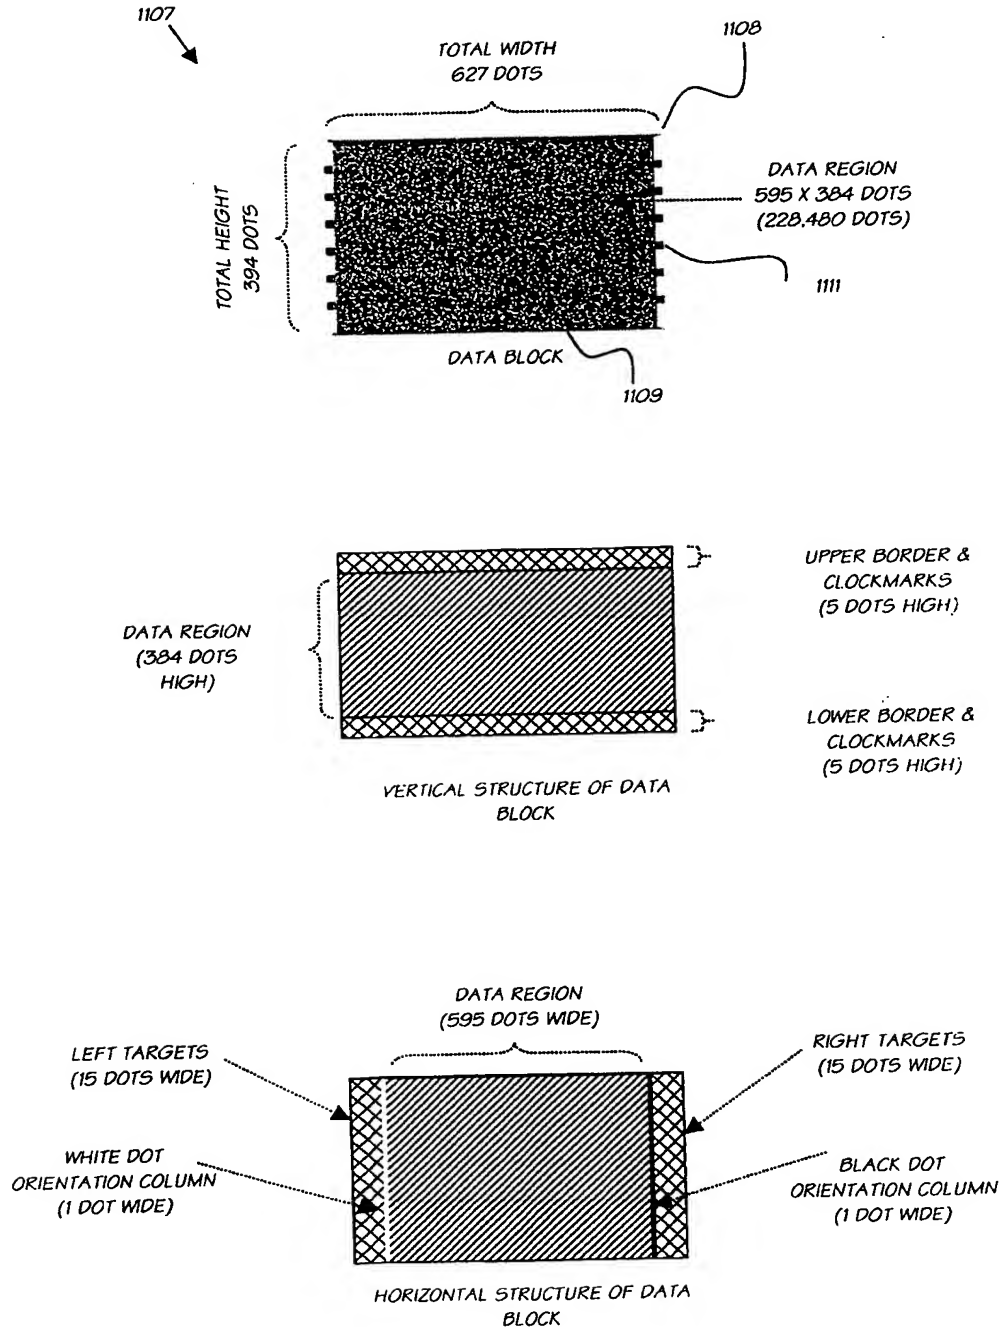 1107
1108
TOTAL WIDTH
627 DOTS
DATA REGION
595 X 384 DOTS
(228,480 DOTS)
TOTAL HEIGHT
394 DOTS
1111
DATA BLOCK
1109
UPPER BORDER &
CLOCKMARKS
(5 DOTS HIGH)
DATA REGION
(384 DOTS
HIGH)
LOWER BORDER &
CLOCKMARKS
(5 DOTS HIGH)
VERTICAL STRUCTURE OF DATA
BLOCK
DATA REGION
(595 DOTS WIDE)
LEFT TARGETS
(15 DOTS WIDE)
RIGHT TARGETS
(15 DOTS WIDE)
WHITE DOT
ORIENTATION COLUMN
(1 DOT WIDE)
BLACK DOT
ORIENTATION COLUMN
(1 DOT WIDE)
HORIZONTAL STRUCTURE OF DATA
BLOCK